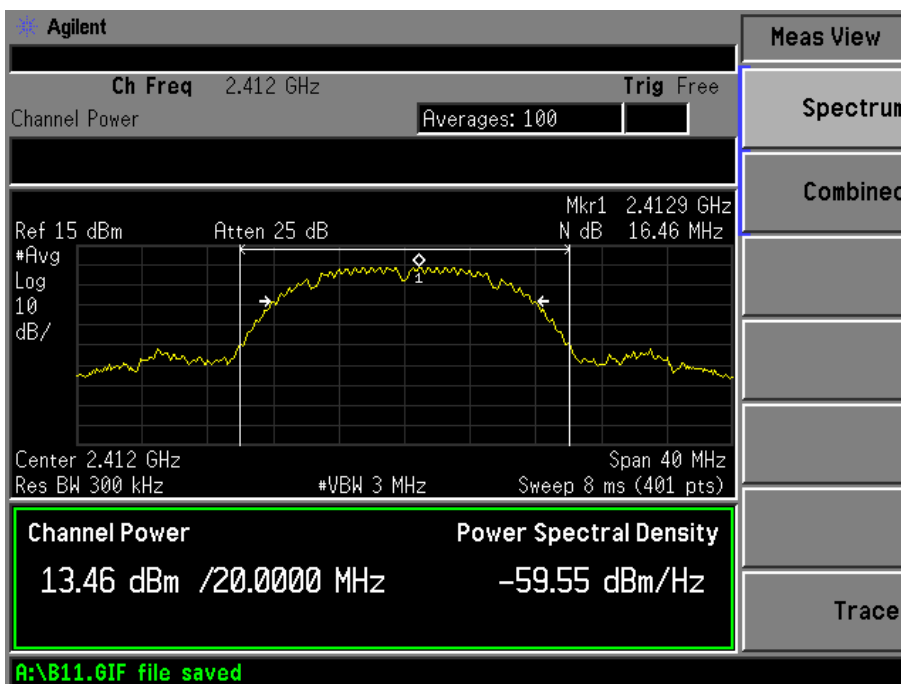 Agilent
Meas View
Ch Freq 2.412 GHz Trig Free
Channel Power Averages: 100
Spectrum
Combined
Mkr1 2.4129 GHz
Ref 15 dBm Atten 25 dB N dB 16.46 MHz
#Avg
Log
10
dB/
1
Center 2.412 GHz Span 40 MHz
Res BW 300 kHz #VBW 3 MHz Sweep 8 ms (401 pts)
Channel Power Power Spectral Density
13.46 dBm /20.0000 MHz -59.55 dBm/Hz
Trace
A:\B11.GIF file saved